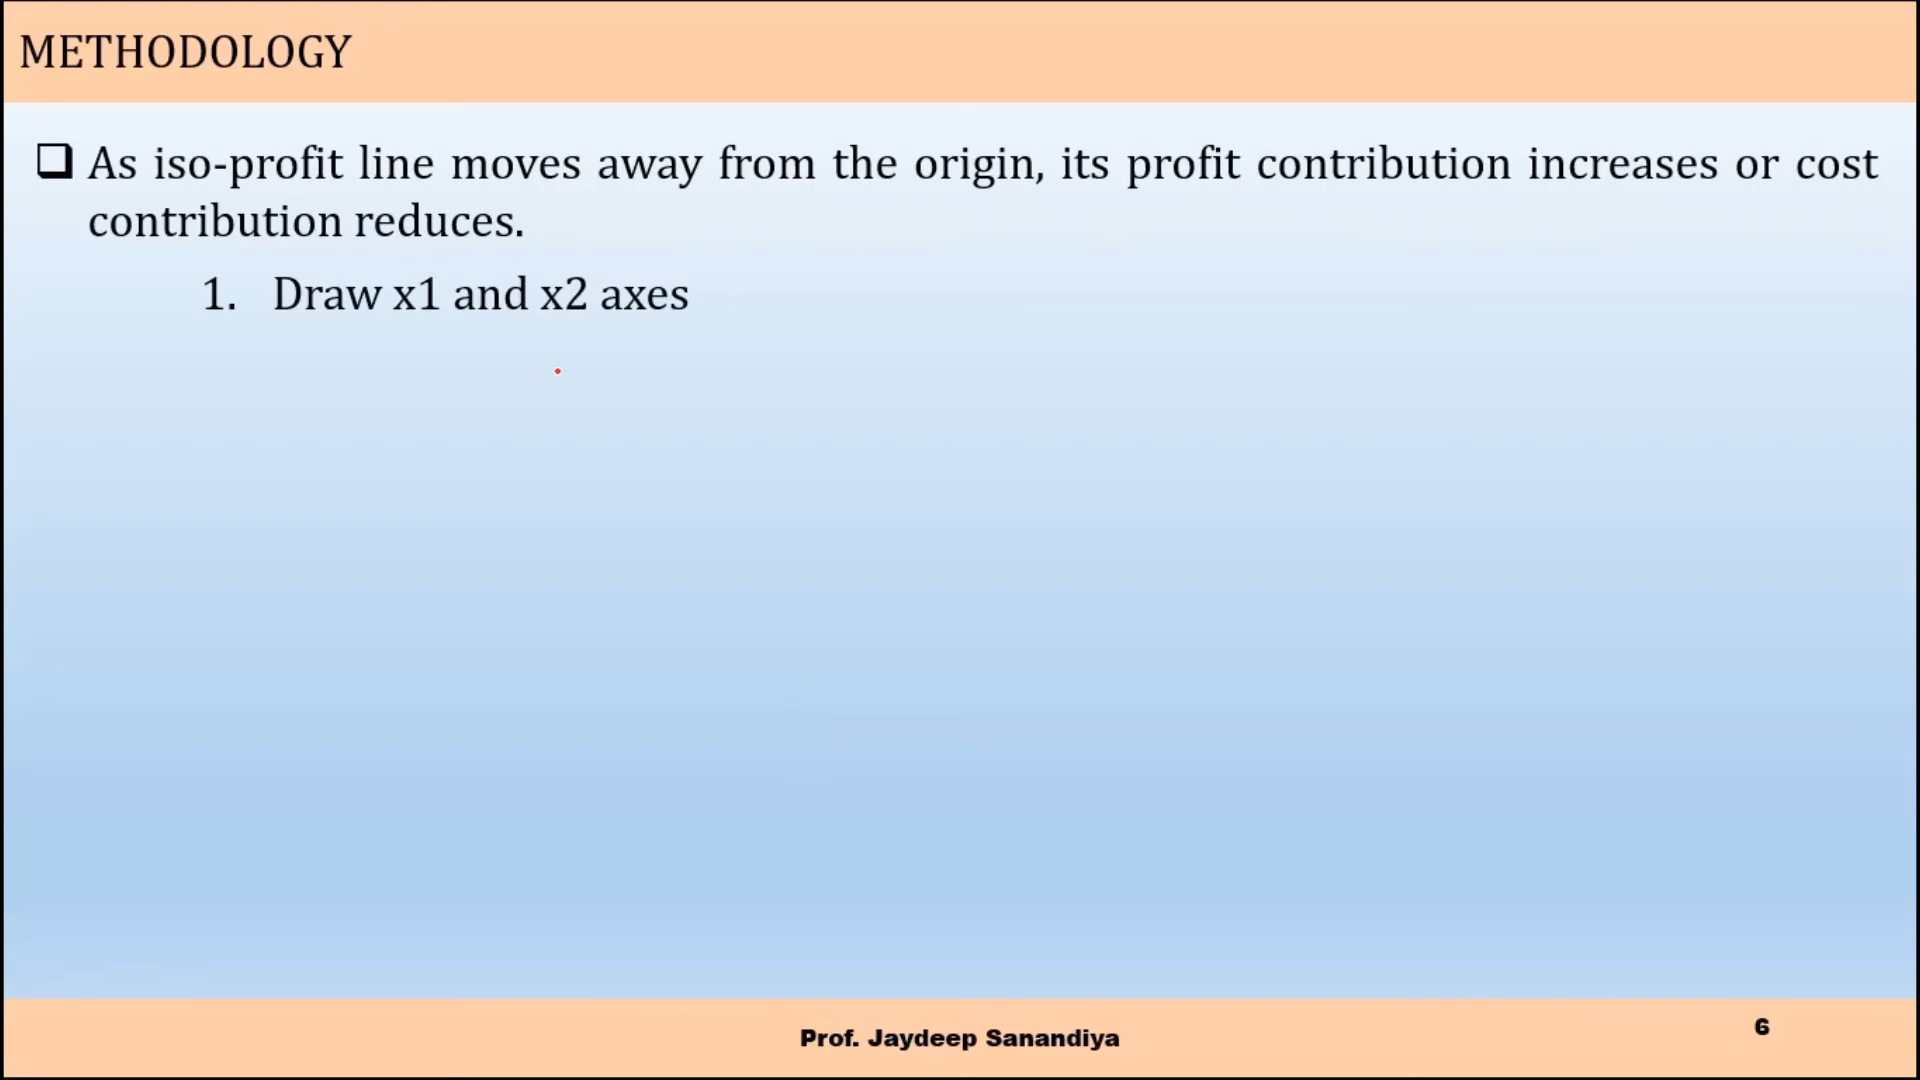 METHODOLOGY
As iso-profit line moves away from the origin, its profit contribution increases or cost
contribution reduces.
1. Draw x1 and x2 axes
Prof. Jaydeep Sanandiya
6